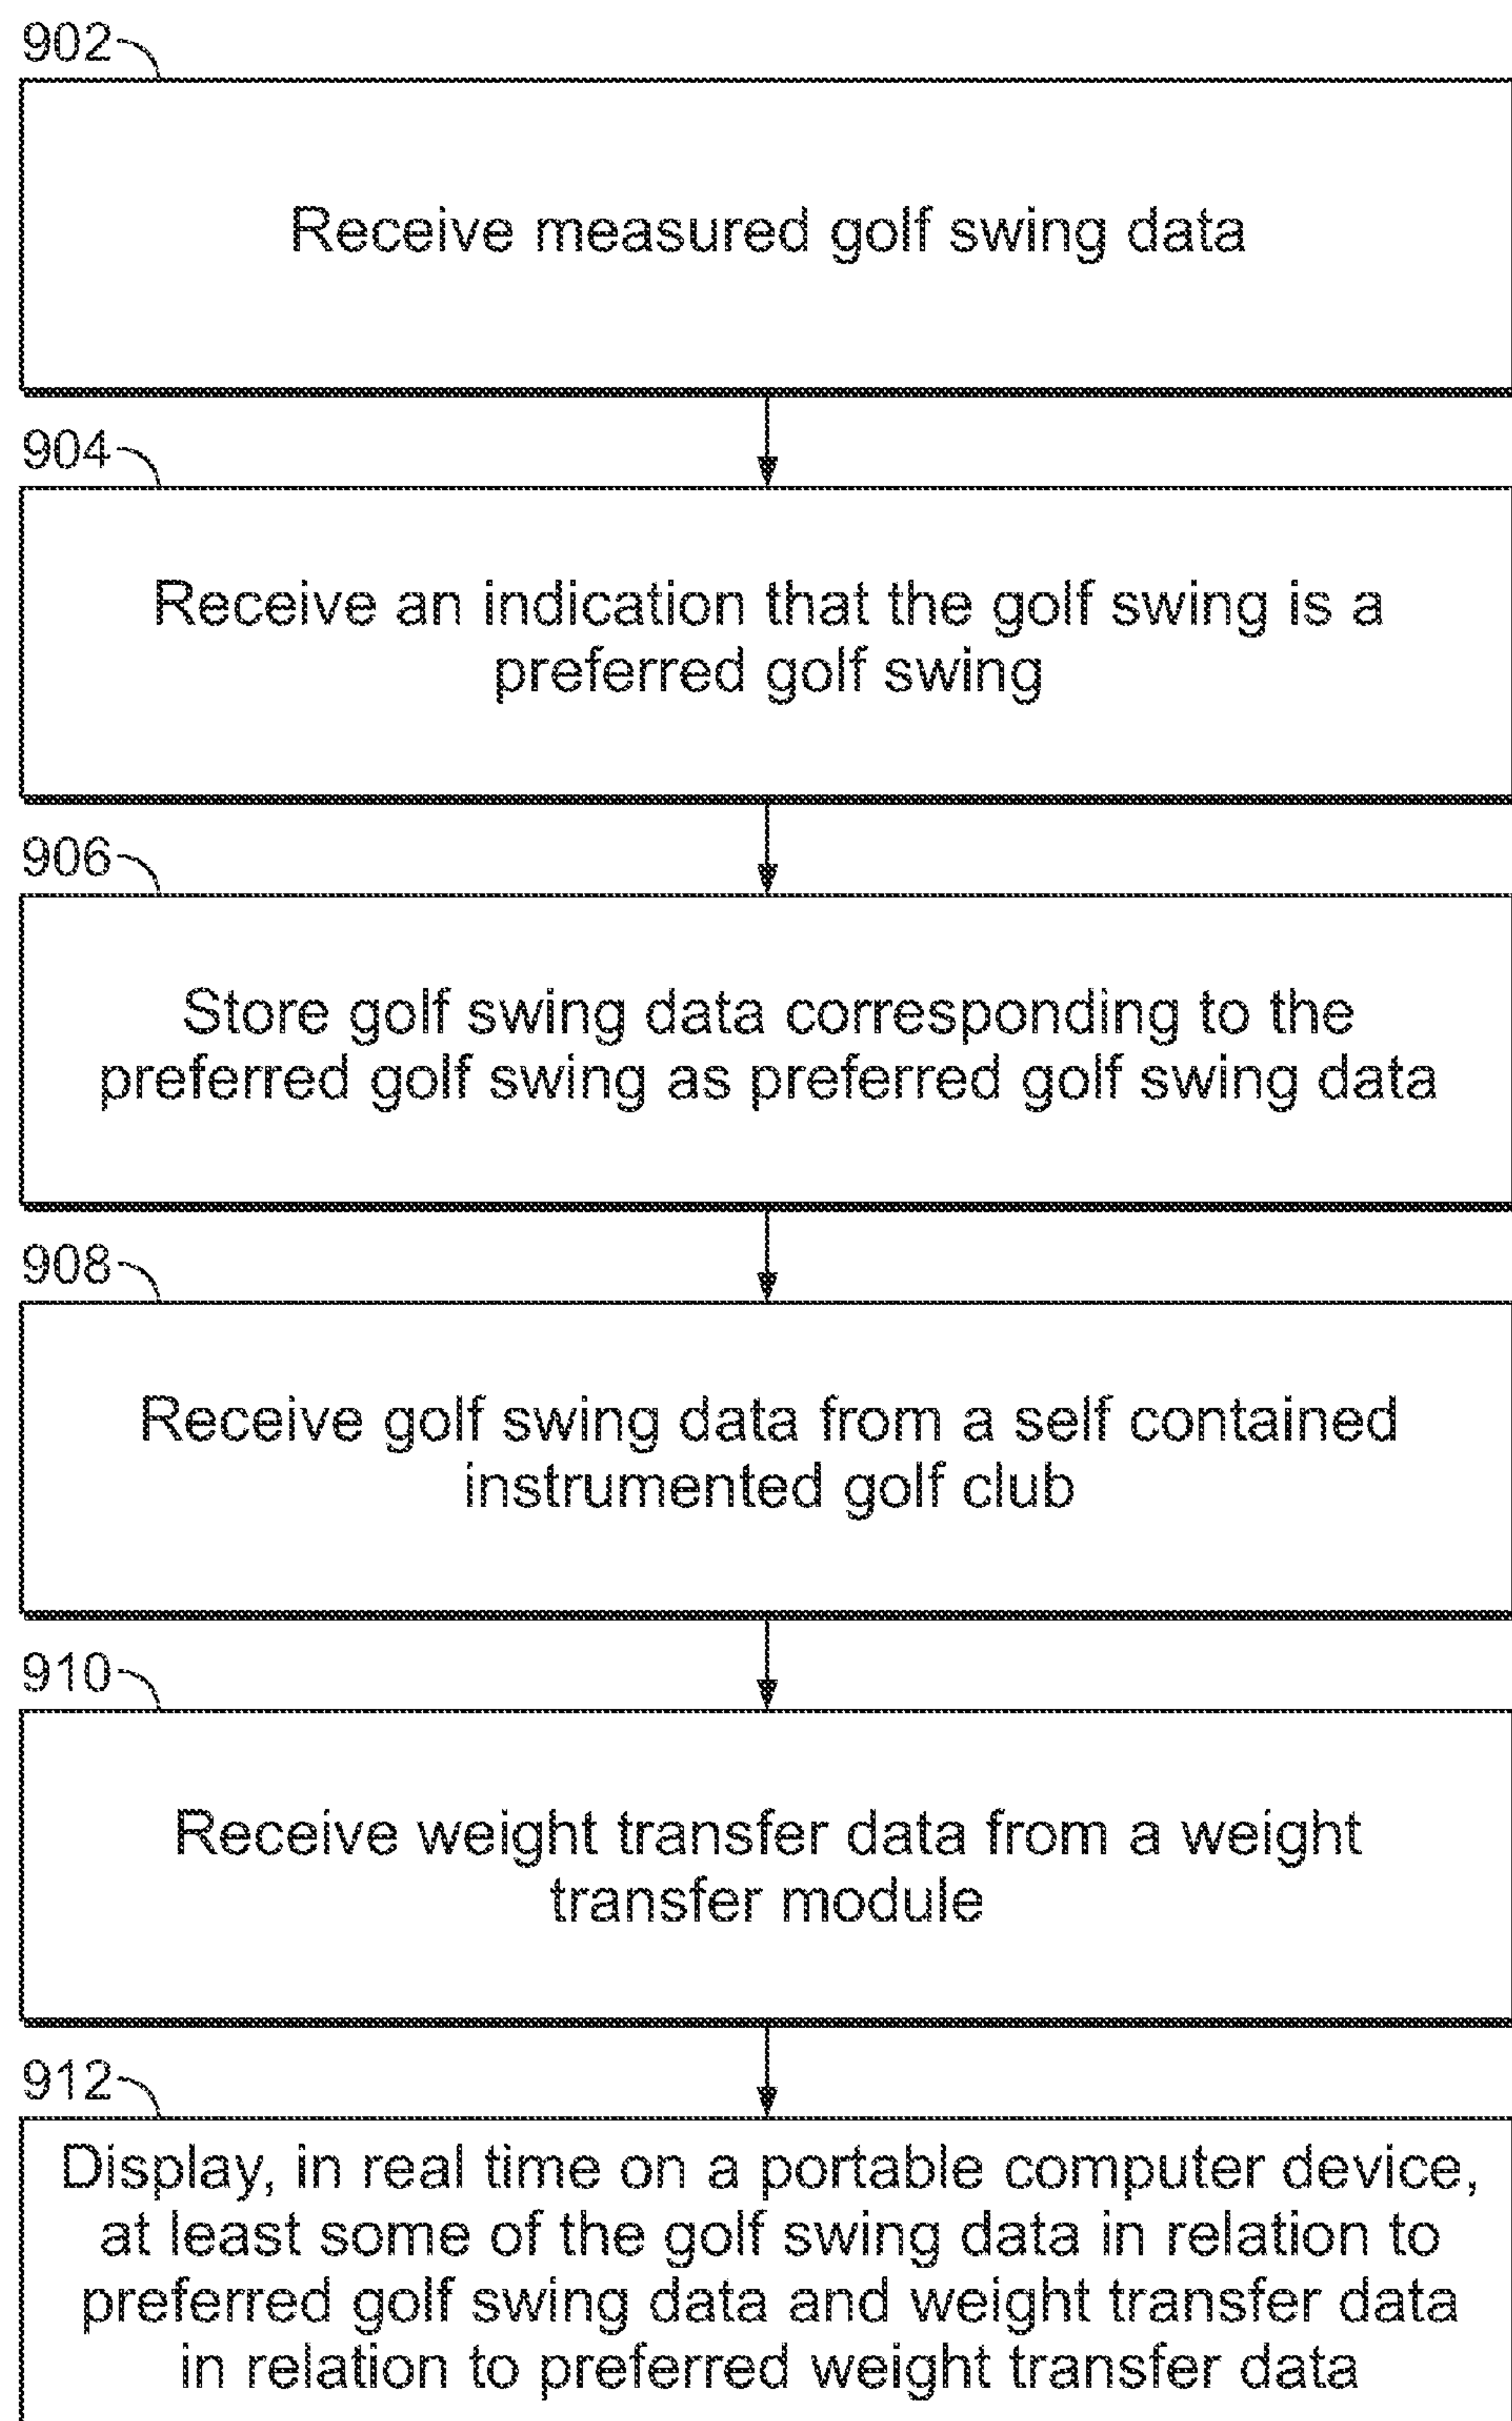 902
Receive measured golf swing data
904
Receive an indication that the golf swing is a
preferred golf swing
906
Store golf swing data corresponding to the
preferred golf swing as preferred golf swing data
908
Receive golf swing data from a self contained
instrumented golf club
910
Receive weight transfer data from a weight
transfer module
912
Display, in real time on a portable computer device,
at least some of the golf swing data in relation to
preferred golf swing data and weight transfer data
in relation to preferred weight transfer data